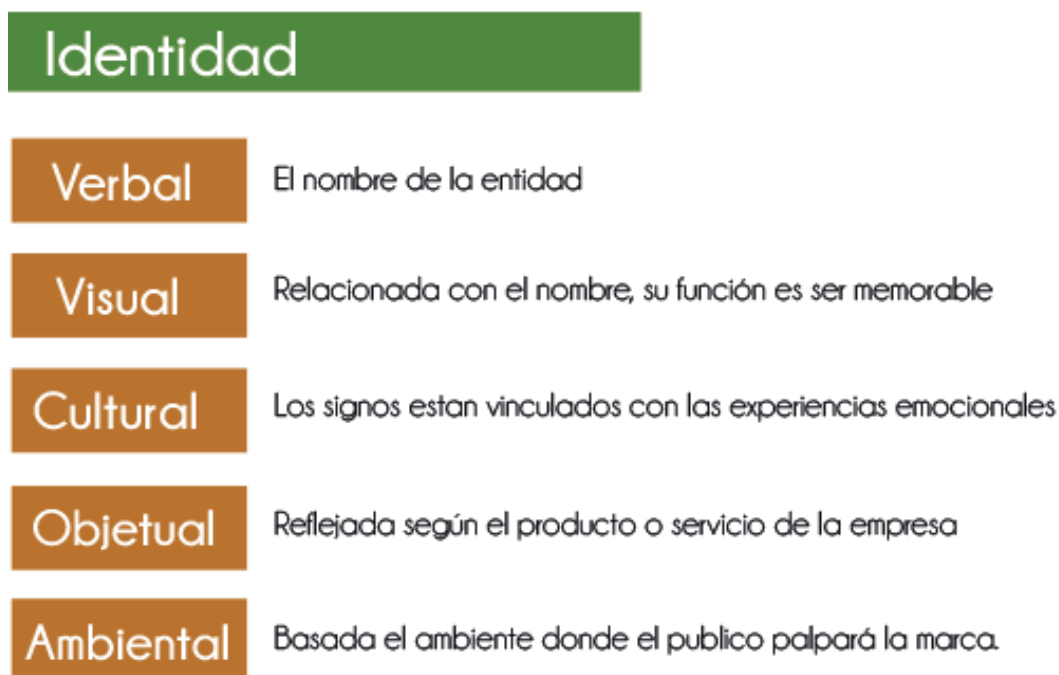 Identidad
Verbal El nombre de la entidad
Visual Relacionada con el nombre, su función es ser memorable
Cultural Los signos estan vinculados con las experiencias emocionales
Objetual Reflejada según el producto o servicio de la empresa
Ambiental Basada el ambiente donde el publico palpará la marca.